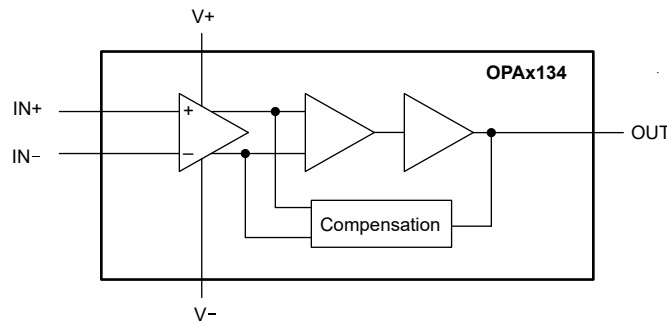 V+
OPAx134
IN+
+
OUT
IN−
−
Compensation
V−